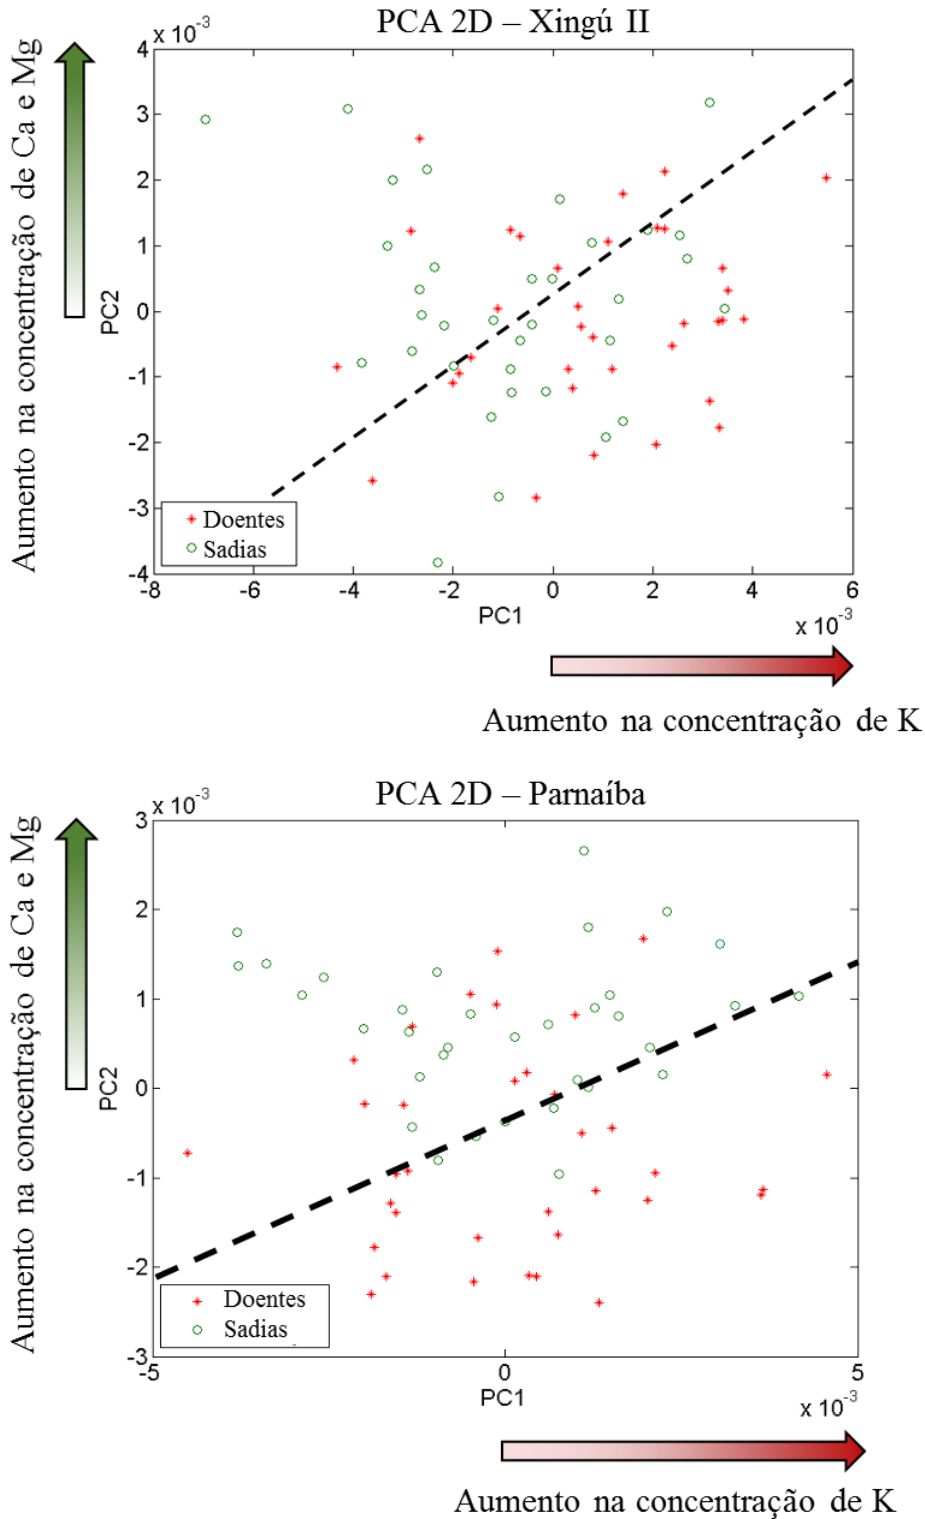 PCA 2D – Xingú II
x 10-3
4
3
2
1
0
-1
-2
-3
-4
PC2
Aumento na concentração de Ca e Mg
Doentes
Sadias
-8
-6
-4
-2
0
2
4
6
PC1
x 10-3
Aumento na concentração de K
PCA 2D – Parnaíba
x 10-3
3
2
1
0
-1
-2
-3
PC2
Aumento na concentração de Ca e Mg
Doentes
Sadias
-5
0
5
PC1
x 10-3
Aumento na concentração de K